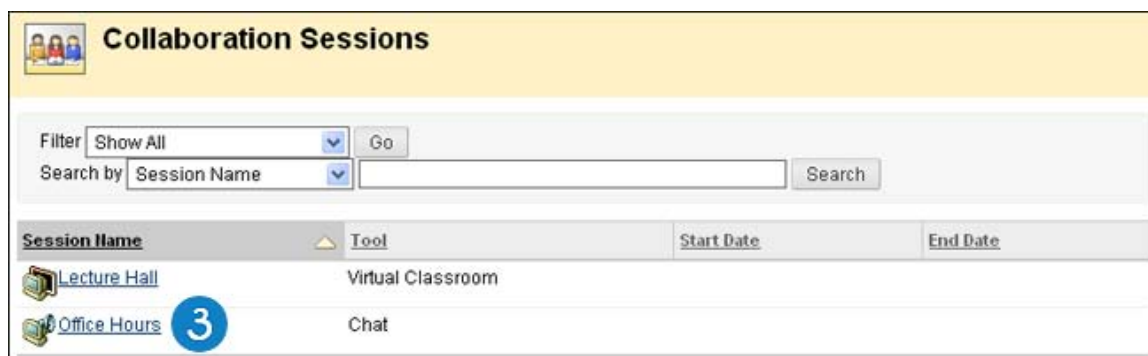 Collaboration Sessions
Filter Show All Go
Search by Session Name Search
Session Name Tool Start Date End Date
Lecture Hall Virtual Classroom
Office Hours 3 Chat